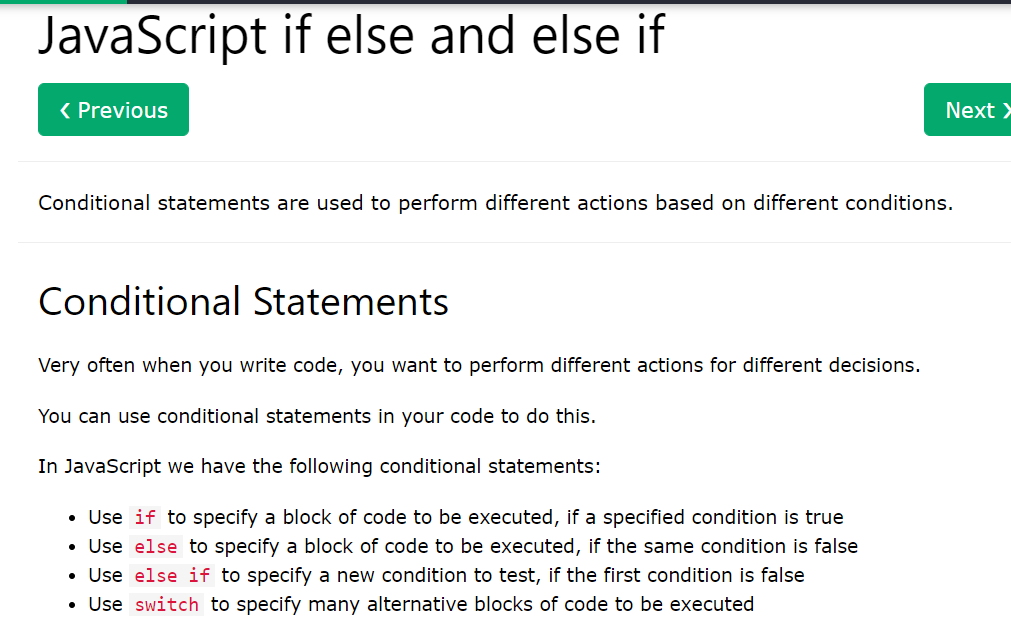 JavaScript if else and else if
❮ Previous
Next ❯
Conditional statements are used to perform different actions based on different conditions.
Conditional Statements
Very often when you write code, you want to perform different actions for different decisions.
You can use conditional statements in your code to do this.
In JavaScript we have the following conditional statements:
• Use if to specify a block of code to be executed, if a specified condition is true
• Use else to specify a block of code to be executed, if the same condition is false
• Use else if to specify a new condition to test, if the first condition is false
• Use switch to specify many alternative blocks of code to be executed